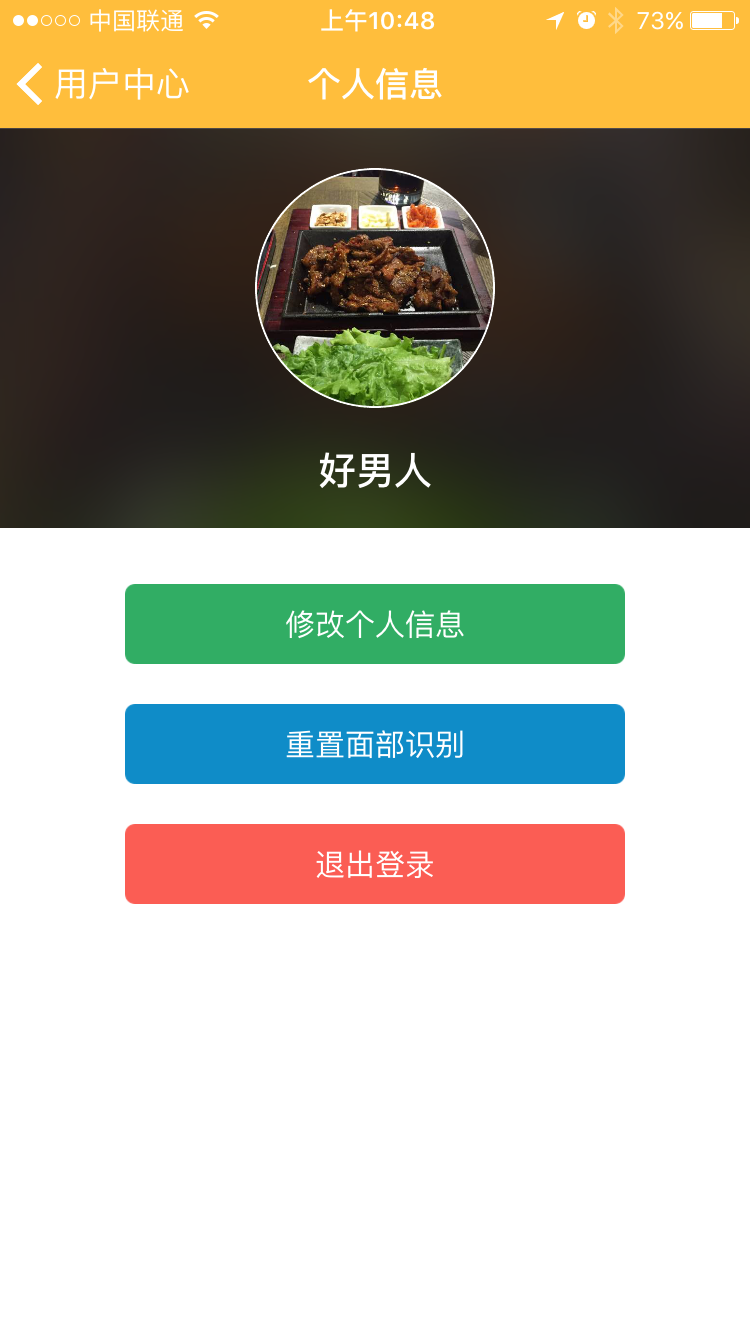 中国联通 上午10:48 73%
用户中心 个人信息
好男人
修改个人信息
重置面部识别
退出登录